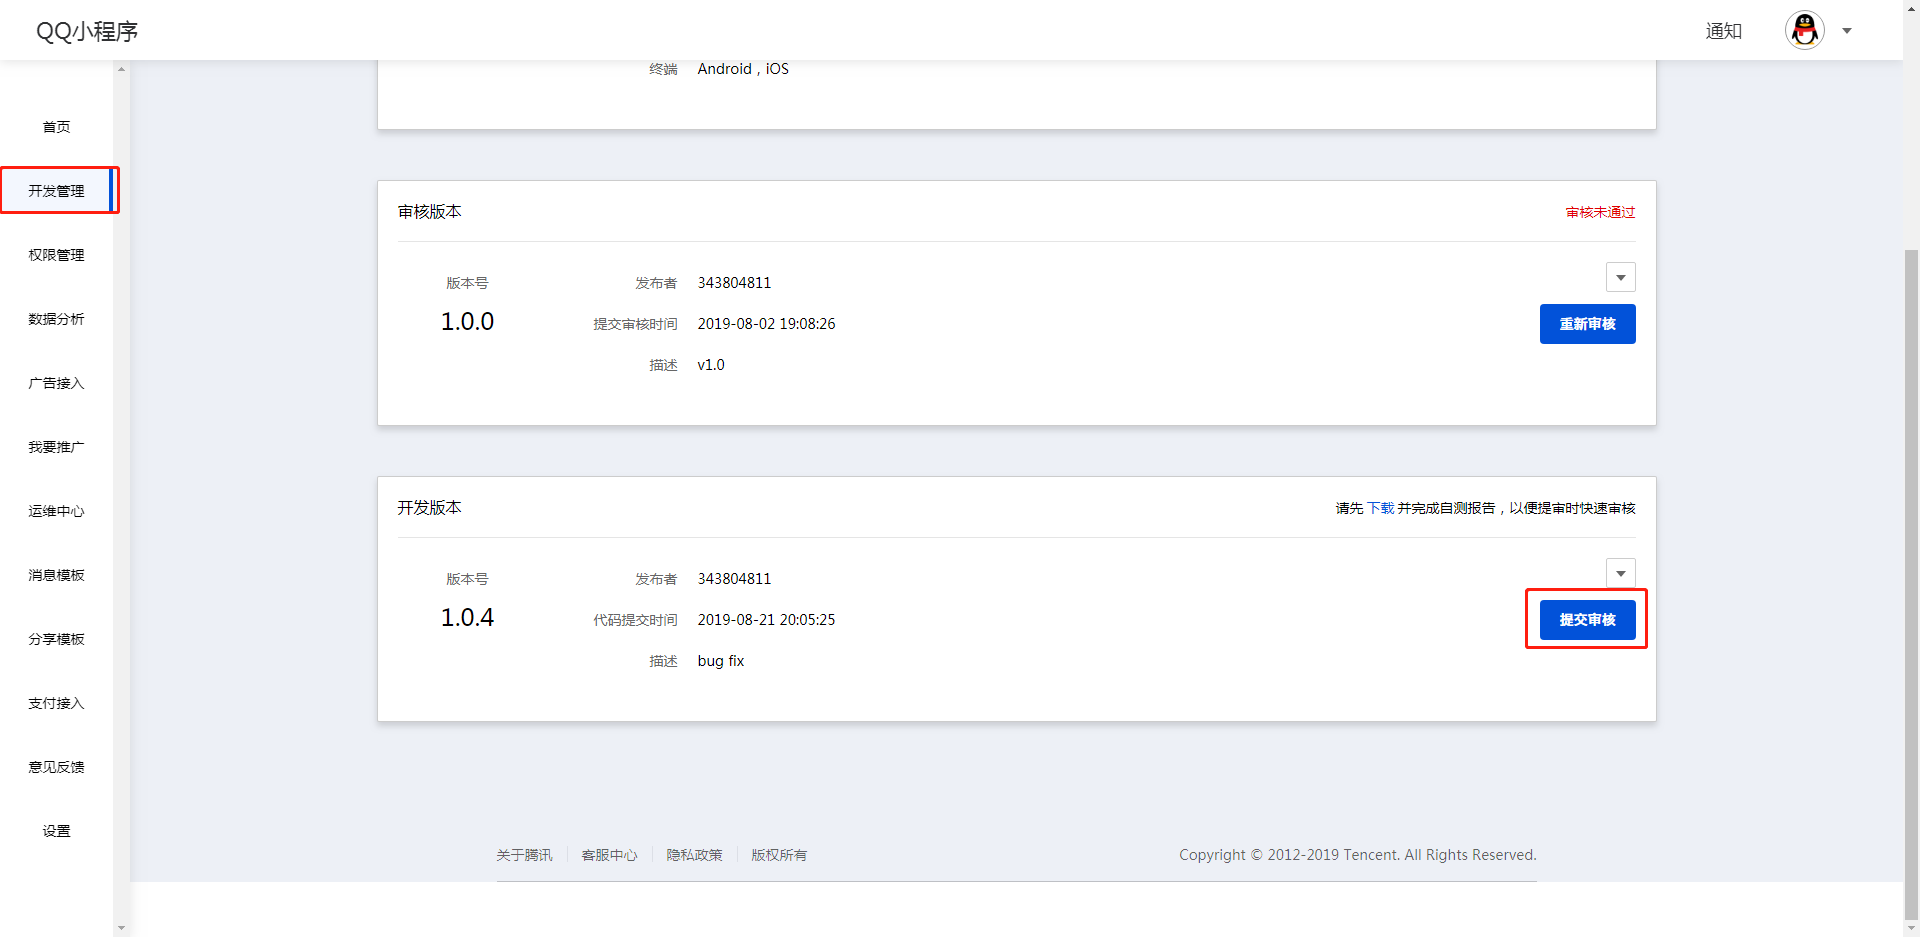 QQ小程序
通知
首页
开发管理
权限管理
数据分析
广告接入
我要推广
运维中心
消息模板
分享模板
支付接入
意见反馈
设置
终端 Android，iOS
审核版本 审核未通过
版本号
1.0.0
发布者 343804811
提交审核时间 2019-08-02 19:08:26
描述 v1.0
重新审核
开发版本 请先 下载 并完成自测报告，以便提审时快速审核
版本号
1.0.4
发布者 343804811
代码提交时间 2019-08-21 20:05:25
描述 bug fix
提交审核
关于腾讯 客服中心 隐私政策 版权所有 Copyright © 2012-2019 Tencent. All Rights Reserved.